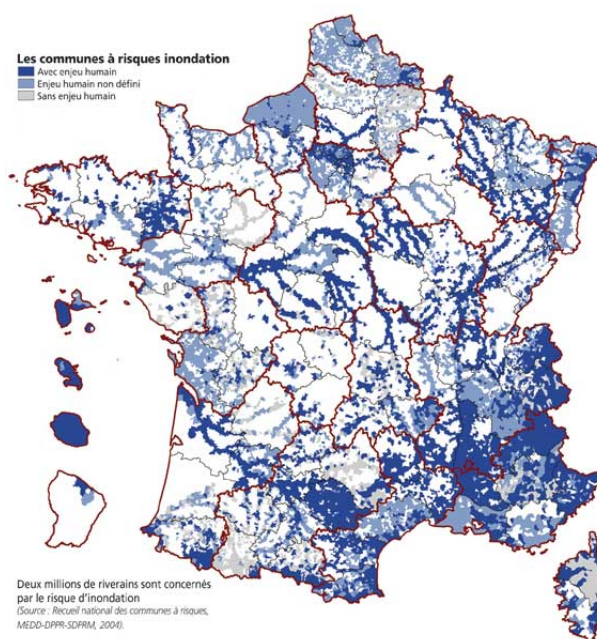 Les communes à risques inondation
Avec enjeu humain
Enjeu humain non défini
Sans enjeu humain
Deux millions de riverains sont concernés
par le risque d'inondation
(Source : Recueil national des communes à risques,
MEDD-DPPR-SDPRM, 2004).